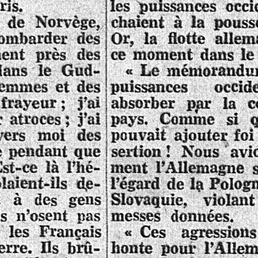 ris.
de Norvège,
ombarder des
ent près des
ans le Gud-
emmes et des
frayeur ; j'ai
r atroces ; j'ai
vers moi des
e pendant que
Est-ce là l'hé-
laient-ils de-
à des gens
s n'osent pas
les Français
erre. Ils brû-
les puissances occid
chaient à la pousse
Or, la flotte allema
ce moment dans le
« Le mémorandu
puissances occide
absorber par la co
pays. Comme si q
pouvait ajouter foi
sertion ! Nous avio
ment l'Allemagne s
l'égard de la Pologn
Slovaquie, violant
messes données.
« Ces agressions
honte pour l'Allem